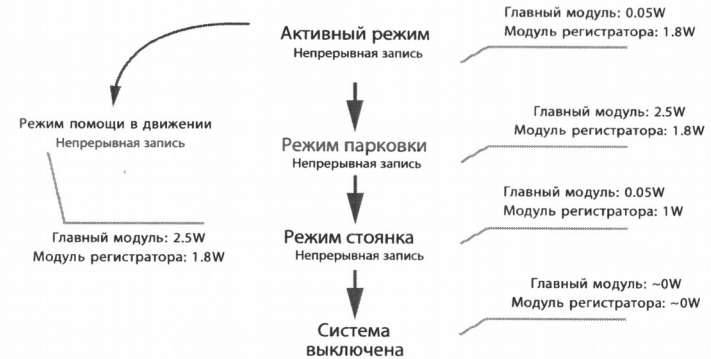 Главный модуль: 0.05W
Модуль регистратора: 1.8W
Активный режим
Непрерывная запись
Главный модуль: 2.5W
Модуль регистратора: 1.8W
Режим помощи в движении
Непрерывная запись
Режим парковки
Непрерывная запись
Главный модуль: 0.05W
Модуль регистратора: 1W
Главный модуль: 2.5W
Модуль регистратора: 1.8W
Режим стоянка
Непрерывная запись
Главный модуль: ~0W
Модуль регистратора: ~0W
Система
выключена